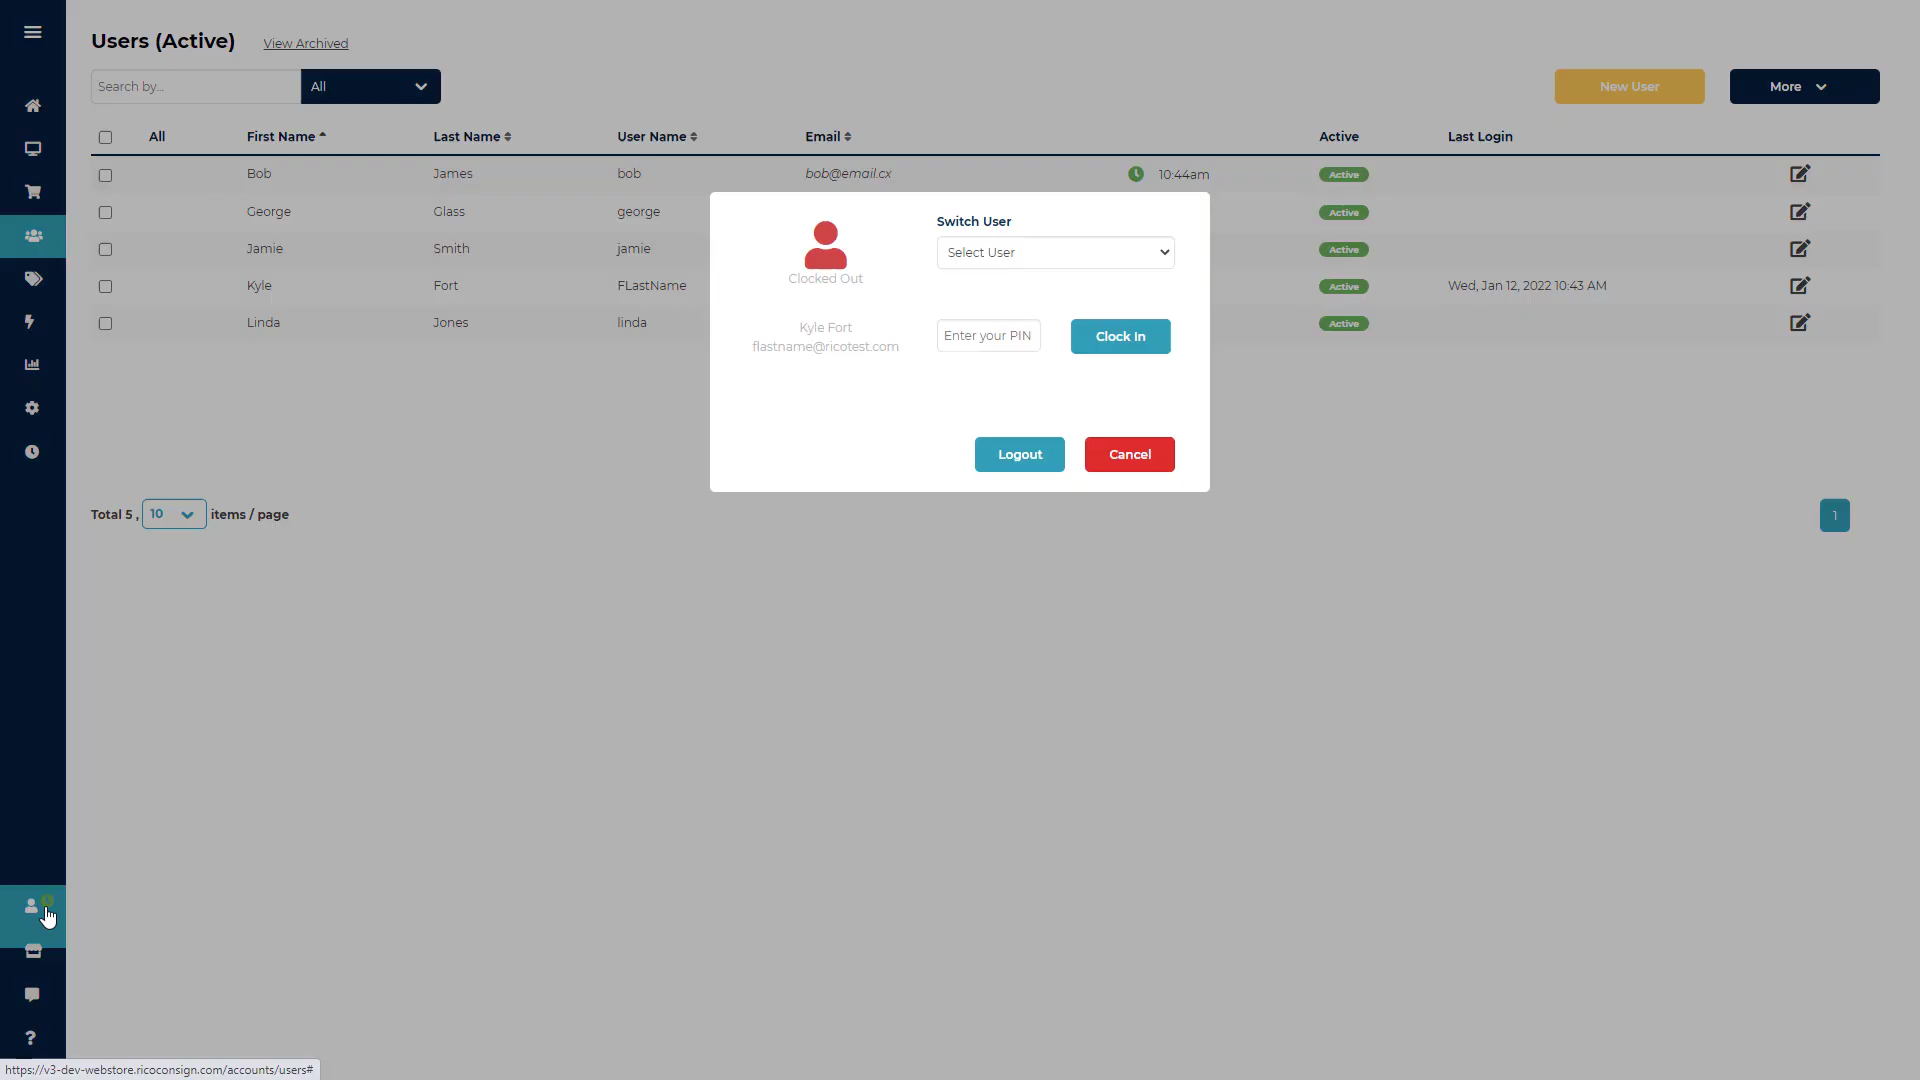 Users (Active) View Archived
Search by... All New User More
All First Name Last Name User Name Email Active Last Login
Bob James bob bob@email.cx 10:44am Active
George Glass george Active
Jamie Smith jamie Active
Kyle Fort FLastName Active Wed, Jan 12, 2022 10:43 AM
Linda Jones linda Active
Switch User
Select User
Clocked Out
Kyle Fort
flastname@ricotest.com
Enter your PIN Clock In
Logout Cancel
Total 5 , 10 items / page 1
https://v3-dev-webstore.ricoconsign.com/accounts/users#